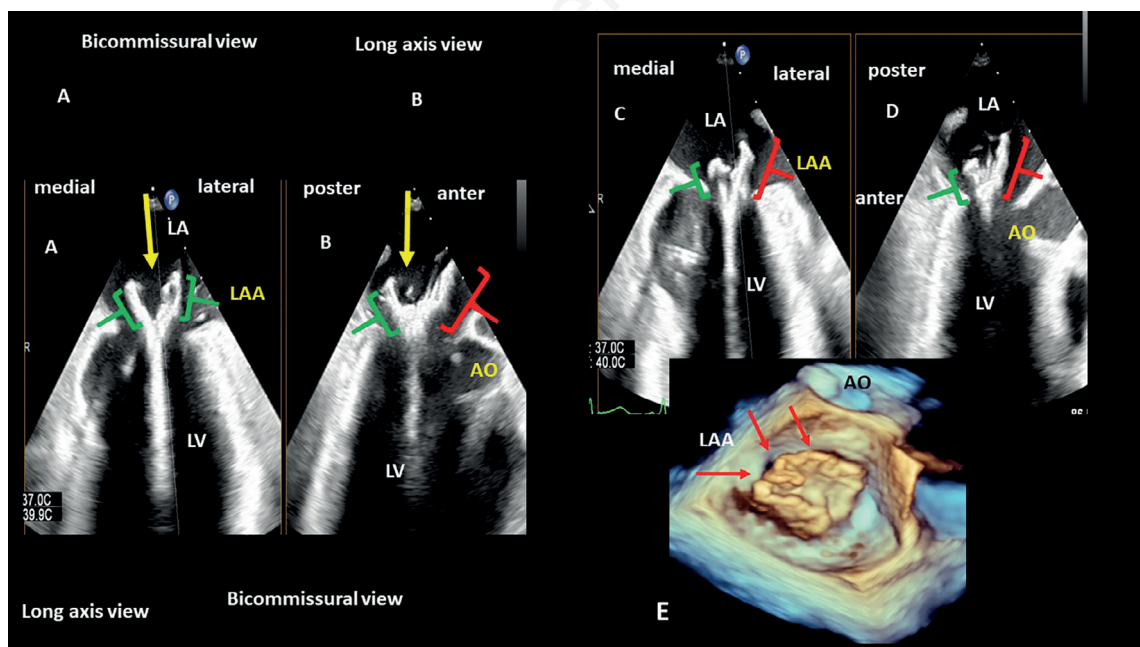 Bicommissural view
Long axis view
A
B
medial
lateral
P
LA
A
LAA
R
LV
37.0C
39.9C
poster
anter
B
AO
LV
Long axis view
Bicommissural view
medial
lateral
P
C
LA
LAA
R
LV
37.0C
40.0C
poster
D
LA
anter
AO
LV
AO
LAA
E